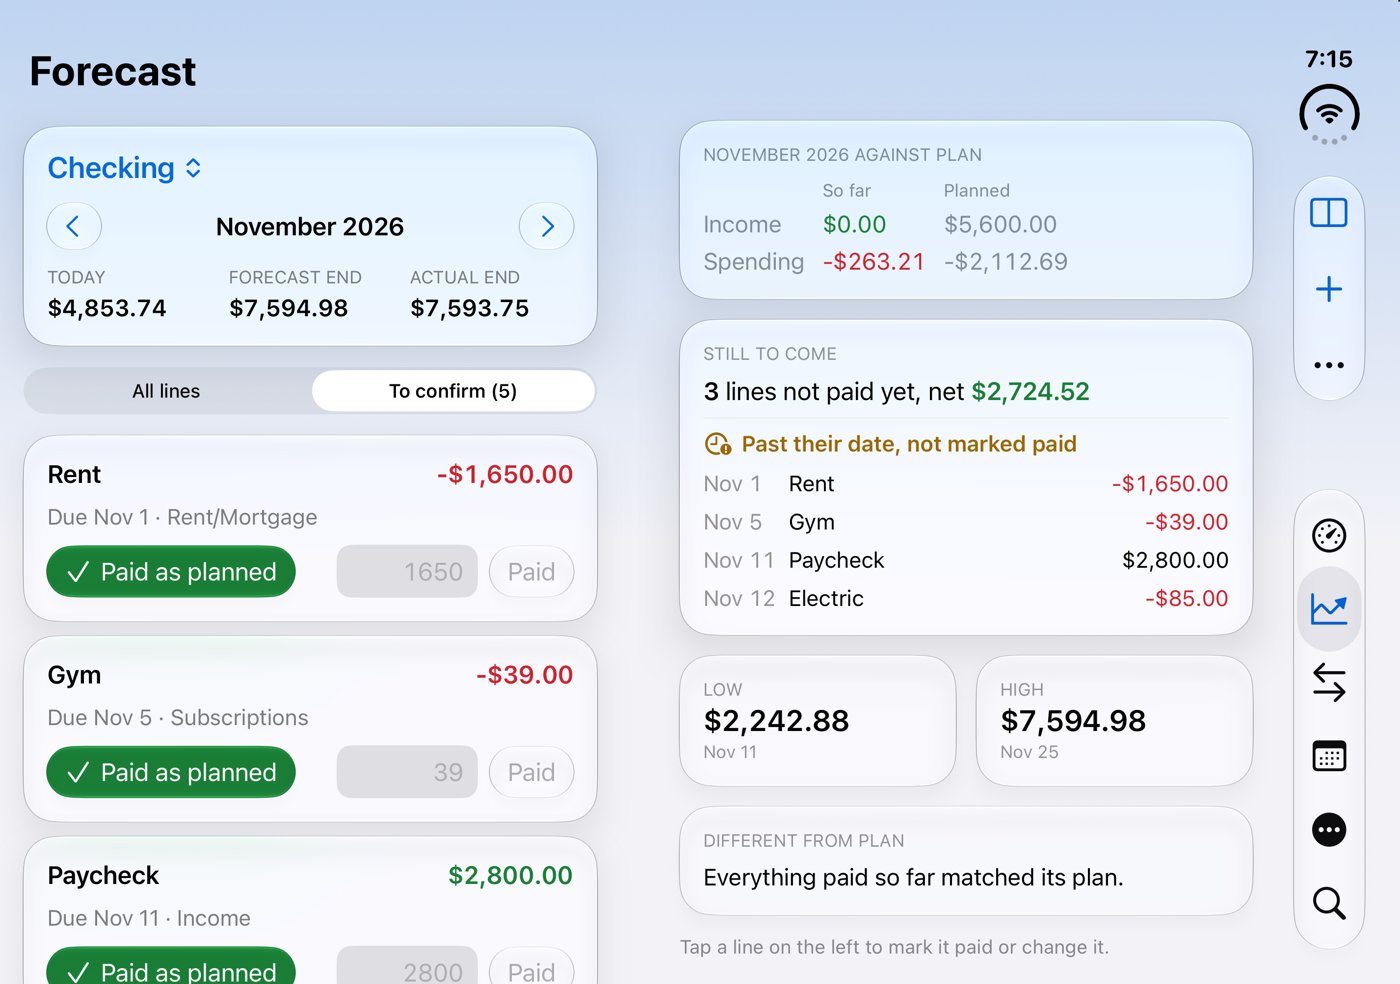 Forecast
Checking
November 2026
TODAY FORECAST END ACTUAL END
$4,853.74 $7,594.98 $7,593.75
All lines To confirm (5)
Rent -$1,650.00
Due Nov 1 · Rent/Mortgage
Paid as planned 1650 Paid
Gym -$39.00
Due Nov 5 · Subscriptions
Paid as planned 39 Paid
Paycheck $2,800.00
Due Nov 11 · Income
Paid as planned 2800 Paid
NOVEMBER 2026 AGAINST PLAN
So far Planned
Income $0.00 $5,600.00
Spending -$263.21 -$2,112.69
STILL TO COME
3 lines not paid yet, net $2,724.52
Past their date, not marked paid
Nov 1 Rent -$1,650.00
Nov 5 Gym -$39.00
Nov 11 Paycheck $2,800.00
Nov 12 Electric -$85.00
LOW
$2,242.88
Nov 11
HIGH
$7,594.98
Nov 25
DIFFERENT FROM PLAN
Everything paid so far matched its plan.
Tap a line on the left to mark it paid or change it.
7:15